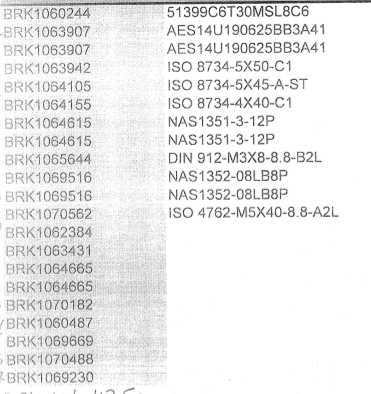 BRK1060244 51399C6T30MSL8C6
BRK1063907 AES14U190625BB3A41
BRK1063907 AES14U190625BB3A41
BRK1063942 ISO 8734-5X50-C1
BRK1064105 ISO 8734-5X45-A-ST
BRK1064155 ISO 8734-4X40-C1
BRK1064615 NAS1351-3-12P
BRK1064615 NAS1351-3-12P
BRK1065644 DIN 912-M3X8-8.8-B2L
BRK1069516 NAS1352-08LB8P
BRK1069516 NAS1352-08LB8P
BRK1070562 ISO 4762-M5X40-8.8-A2L
BRK1062384
BRK1063431
BRK1064665
BRK1064665
BRK1070182
BRK1060487
BRK1069669
BRK1070488
BRK1069230